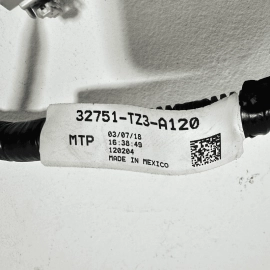 32751-TZ3-A120
MTP
03/07/18
16:38:49
120204
MADE IN MEXICO